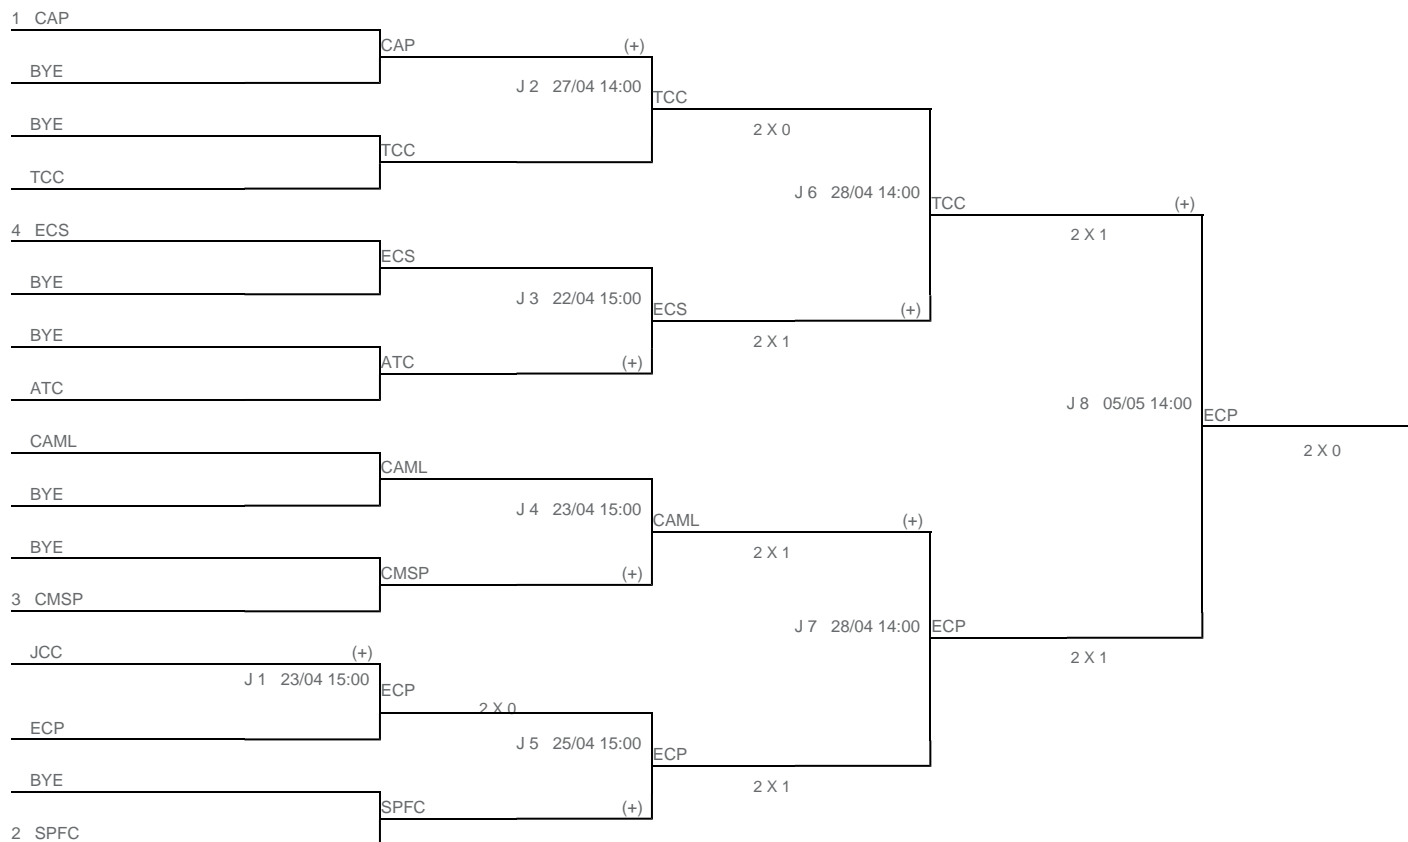 1 CAP
CAP (+)
BYE
J 2 27/04 14:00
TCC
BYE
2 X 0
TCC
TCC
J 6 28/04 14:00
TCC (+)
4 ECS
2 X 1
ECS
BYE
J 3 22/04 15:00
ECS (+)
BYE
2 X 1
ATC (+)
ATC
J 8 05/05 14:00
ECP
CAML
2 X 0
CAML
BYE
J 4 23/04 15:00
CAML (+)
BYE
2 X 1
CMSP (+)
3 CMSP
J 7 28/04 14:00
ECP
JCC (+)
2 X 1
J 1 23/04 15:00
ECP
2 X 0
ECP
J 5 25/04 15:00
ECP
BYE
2 X 1
SPFC (+)
2 SPFC